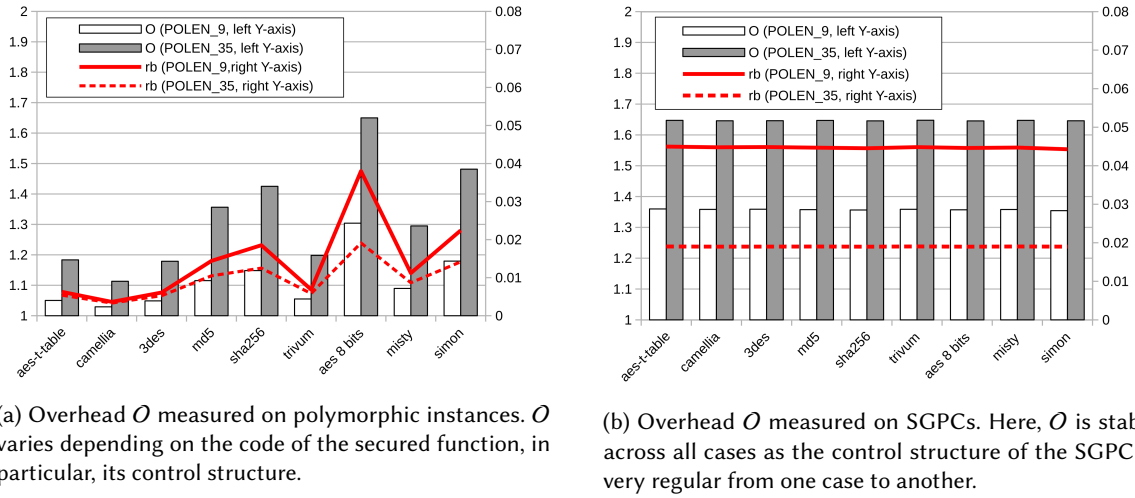 2
1.9
1.8
1.7
1.6
1.5
1.4
1.3
1.2
1.1
1
0.08
0.07
0.06
0.05
0.04
0.03
0.02
0.01
0
O (POLEN_9, left Y-axis)
O (POLEN_35, left Y-axis)
rb (POLEN_9,right Y-axis)
rb (POLEN_35, right Y-axis)
aes-t-table
camellia
3des
md5
sha256
trivum
aes 8 bits
misty
simon
(a) Overhead O measured on polymorphic instances. O
varies depending on the code of the secured function, in
particular, its control structure.
2
1.9
1.8
1.7
1.6
1.5
1.4
1.3
1.2
1.1
1
0.08
0.07
0.06
0.05
0.04
0.03
0.02
0.01
0
O (POLEN_9, left Y-axis)
O (POLEN_35, left Y-axis)
rb (POLEN_9, right Y-axis)
rb (POLEN_35, right Y-axis)
aes-t-table
camellia
3des
md5
sha256
trivum
aes 8 bits
misty
simon
(b) Overhead O measured on SGPCs. Here, O is stab
across all cases as the control structure of the SGPC
very regular from one case to another.